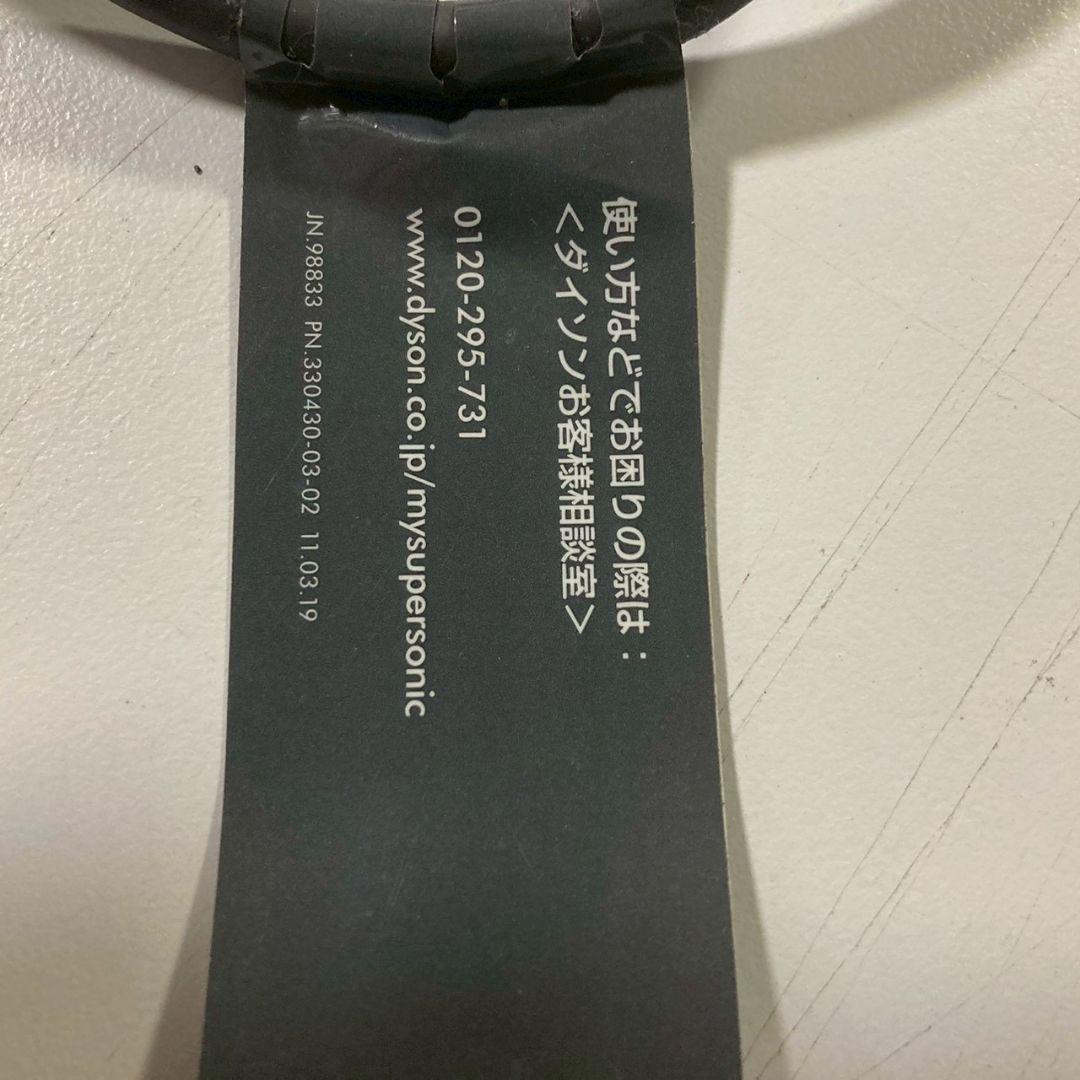 使い方などでお困りの際は：
＜ダイソンお客様相談室＞
0120-295-731
www.dyson.co.jp/mysupersonic
JN.98833 PN.330430-03-02 11.03.19